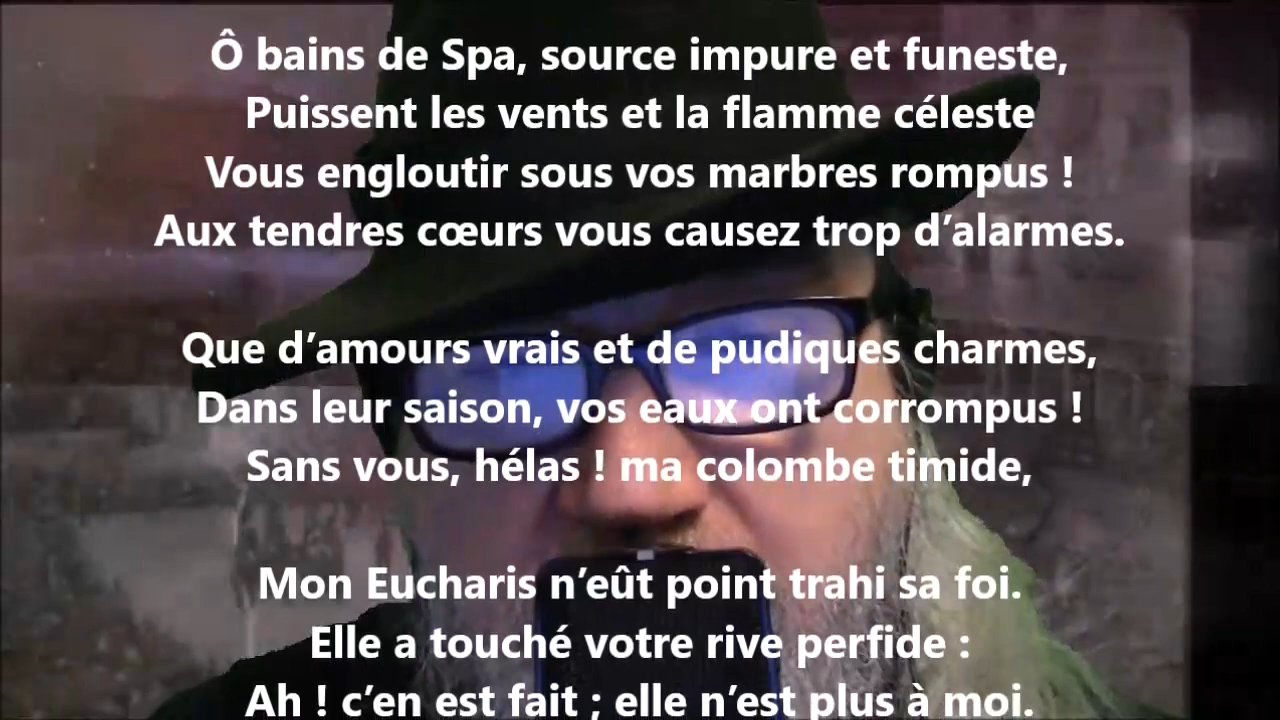 Ô bains de Spa, source impure et funeste,
Puissent les vents et la flamme céleste
Vous engloutir sous vos marbres rompus !
Aux tendres cœurs vous causez trop d’alarmes.
Que d’amours vrais et de pudiques charmes,
Dans leur saison, vos eaux ont corrompus !
Sans vous, hélas ! ma colombe timide,
Mon Eucharis n’eût point trahi sa foi.
Elle a touché votre rive perfide :
Ah ! c’en est fait ; elle n’est plus à moi.